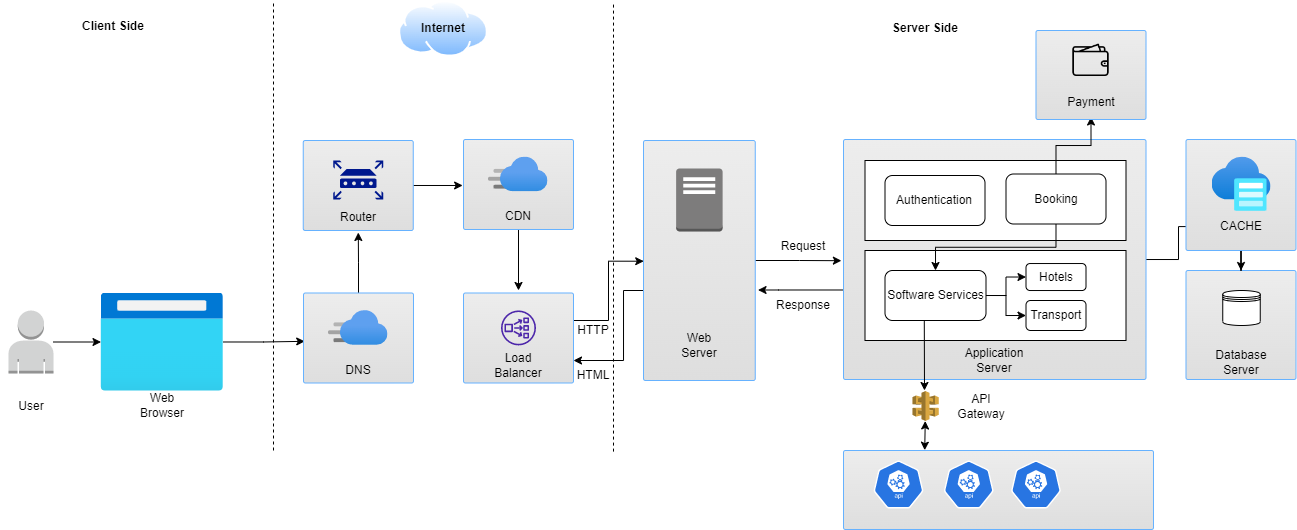 Client Side
Internet
Server Side
Payment
Router
CDN
Authentication
Booking
CACHE
Request
Response
Software Services
Hotels
Transport
HTTP
HTML
DNS
Load
Balancer
Web
Server
Application
Server
Database
Server
User
Web
Browser
API
Gateway
api
api
api